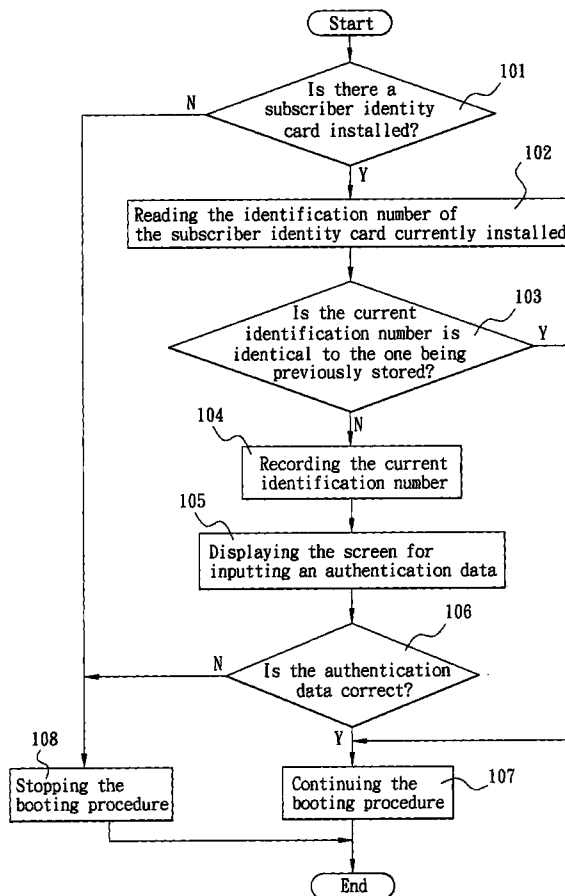 Start
101
Is there a
subscriber identity
card installed?
N
Y
102
Reading the identification number of
the subscriber identity card currently installed
103
Is the current
identification number is
identical to the one being
previously stored?
Y
N
104
Recording the current
identification number
105
Displaying the screen for
inputting an authentication data
106
Is the authentication
data correct?
N
Y
108
Stopping the
booting procedure
107
Continuing the
booting procedure
End